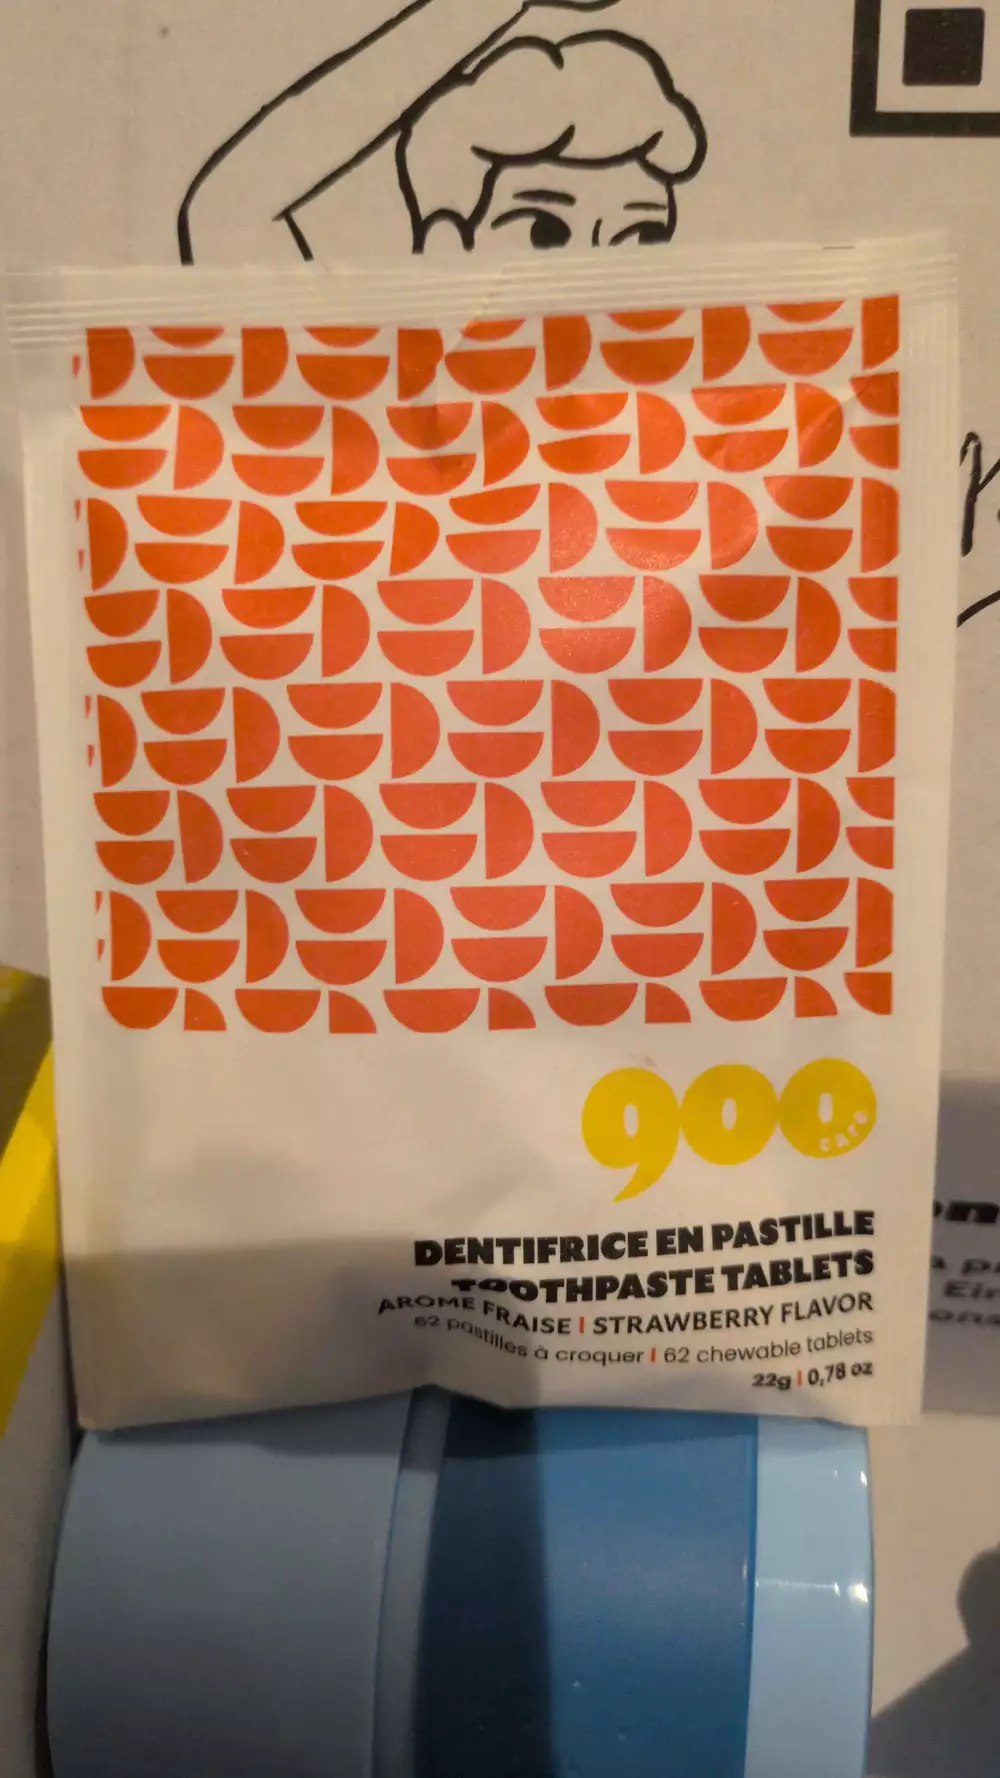 900
.CARE
DENTIFRICE EN PASTILLE
TOOTHPASTE TABLETS
AROME FRAISE | STRAWBERRY FLAVOR
62 pastilles à croquer | 62 chewable tablets
22g | 0,78 oz